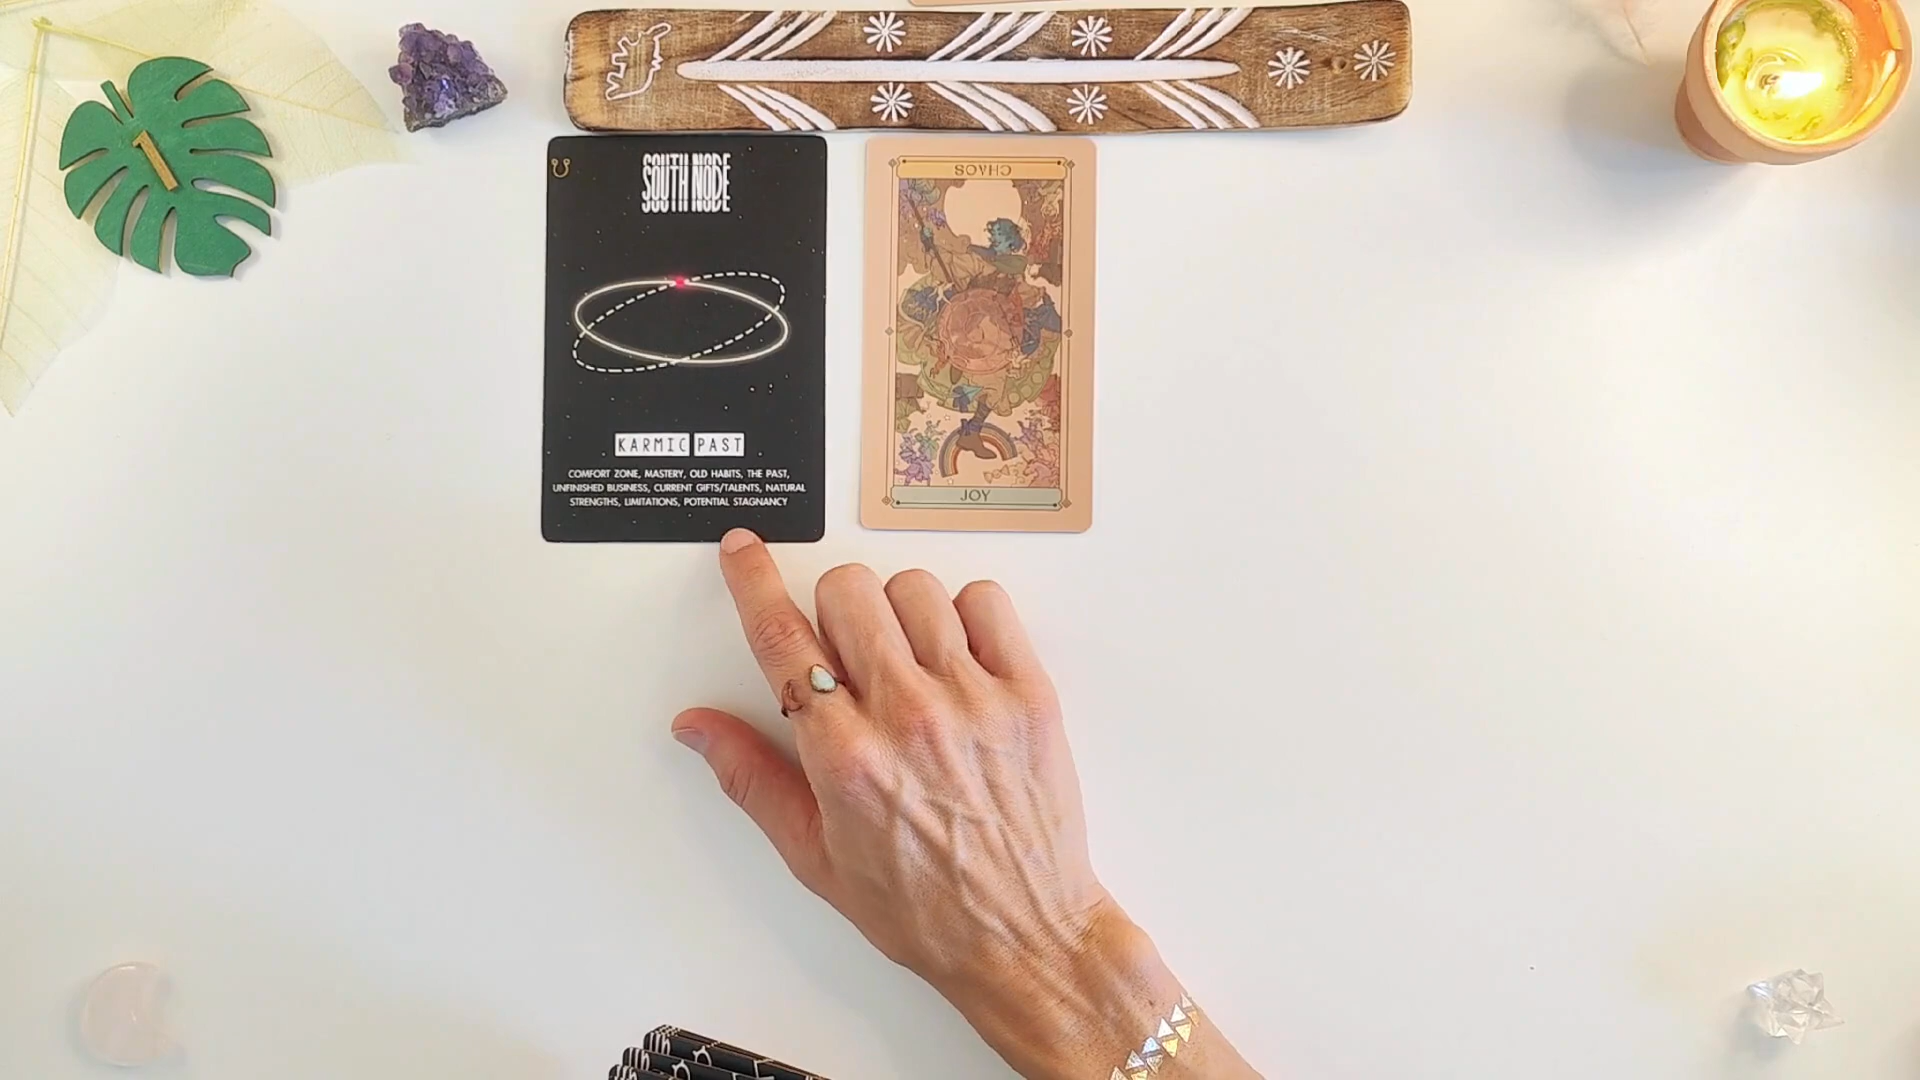 1
SOUTH NODE
KARMIC PAST
COMFORT ZONE, MASTERY, OLD HABITS, THE PAST,
UNFINISHED BUSINESS, CURRENT GIFTS/TALENTS, NATURAL
STRENGTHS, LIMITATIONS, POTENTIAL STAGNANCY
CHAOS
JOY